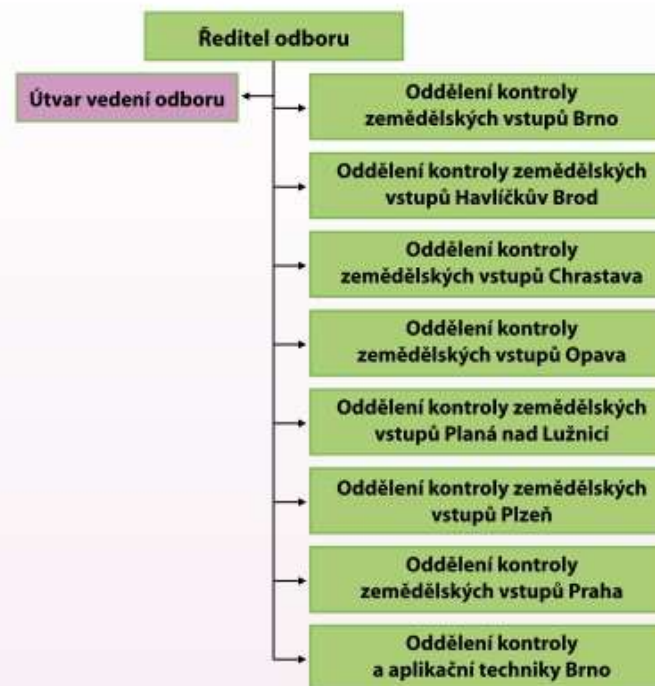 Ředitel odboru
Útvar vedení odboru
Oddělení kontroly
zemědělských vstupů Brno
Oddělení kontroly zemědělských
vstupů Havlíčkův Brod
Oddělení kontroly
zemědělských vstupů Chrastava
Oddělení kontroly
zemědělských vstupů Opava
Oddělení kontroly zemědělských
vstupů Planá nad Lužnicí
Oddělení kontroly zemědělských
vstupů Plzeň
Oddělení kontroly
zemědělských vstupů Praha
Oddělení kontroly
a aplikační techniky Brno